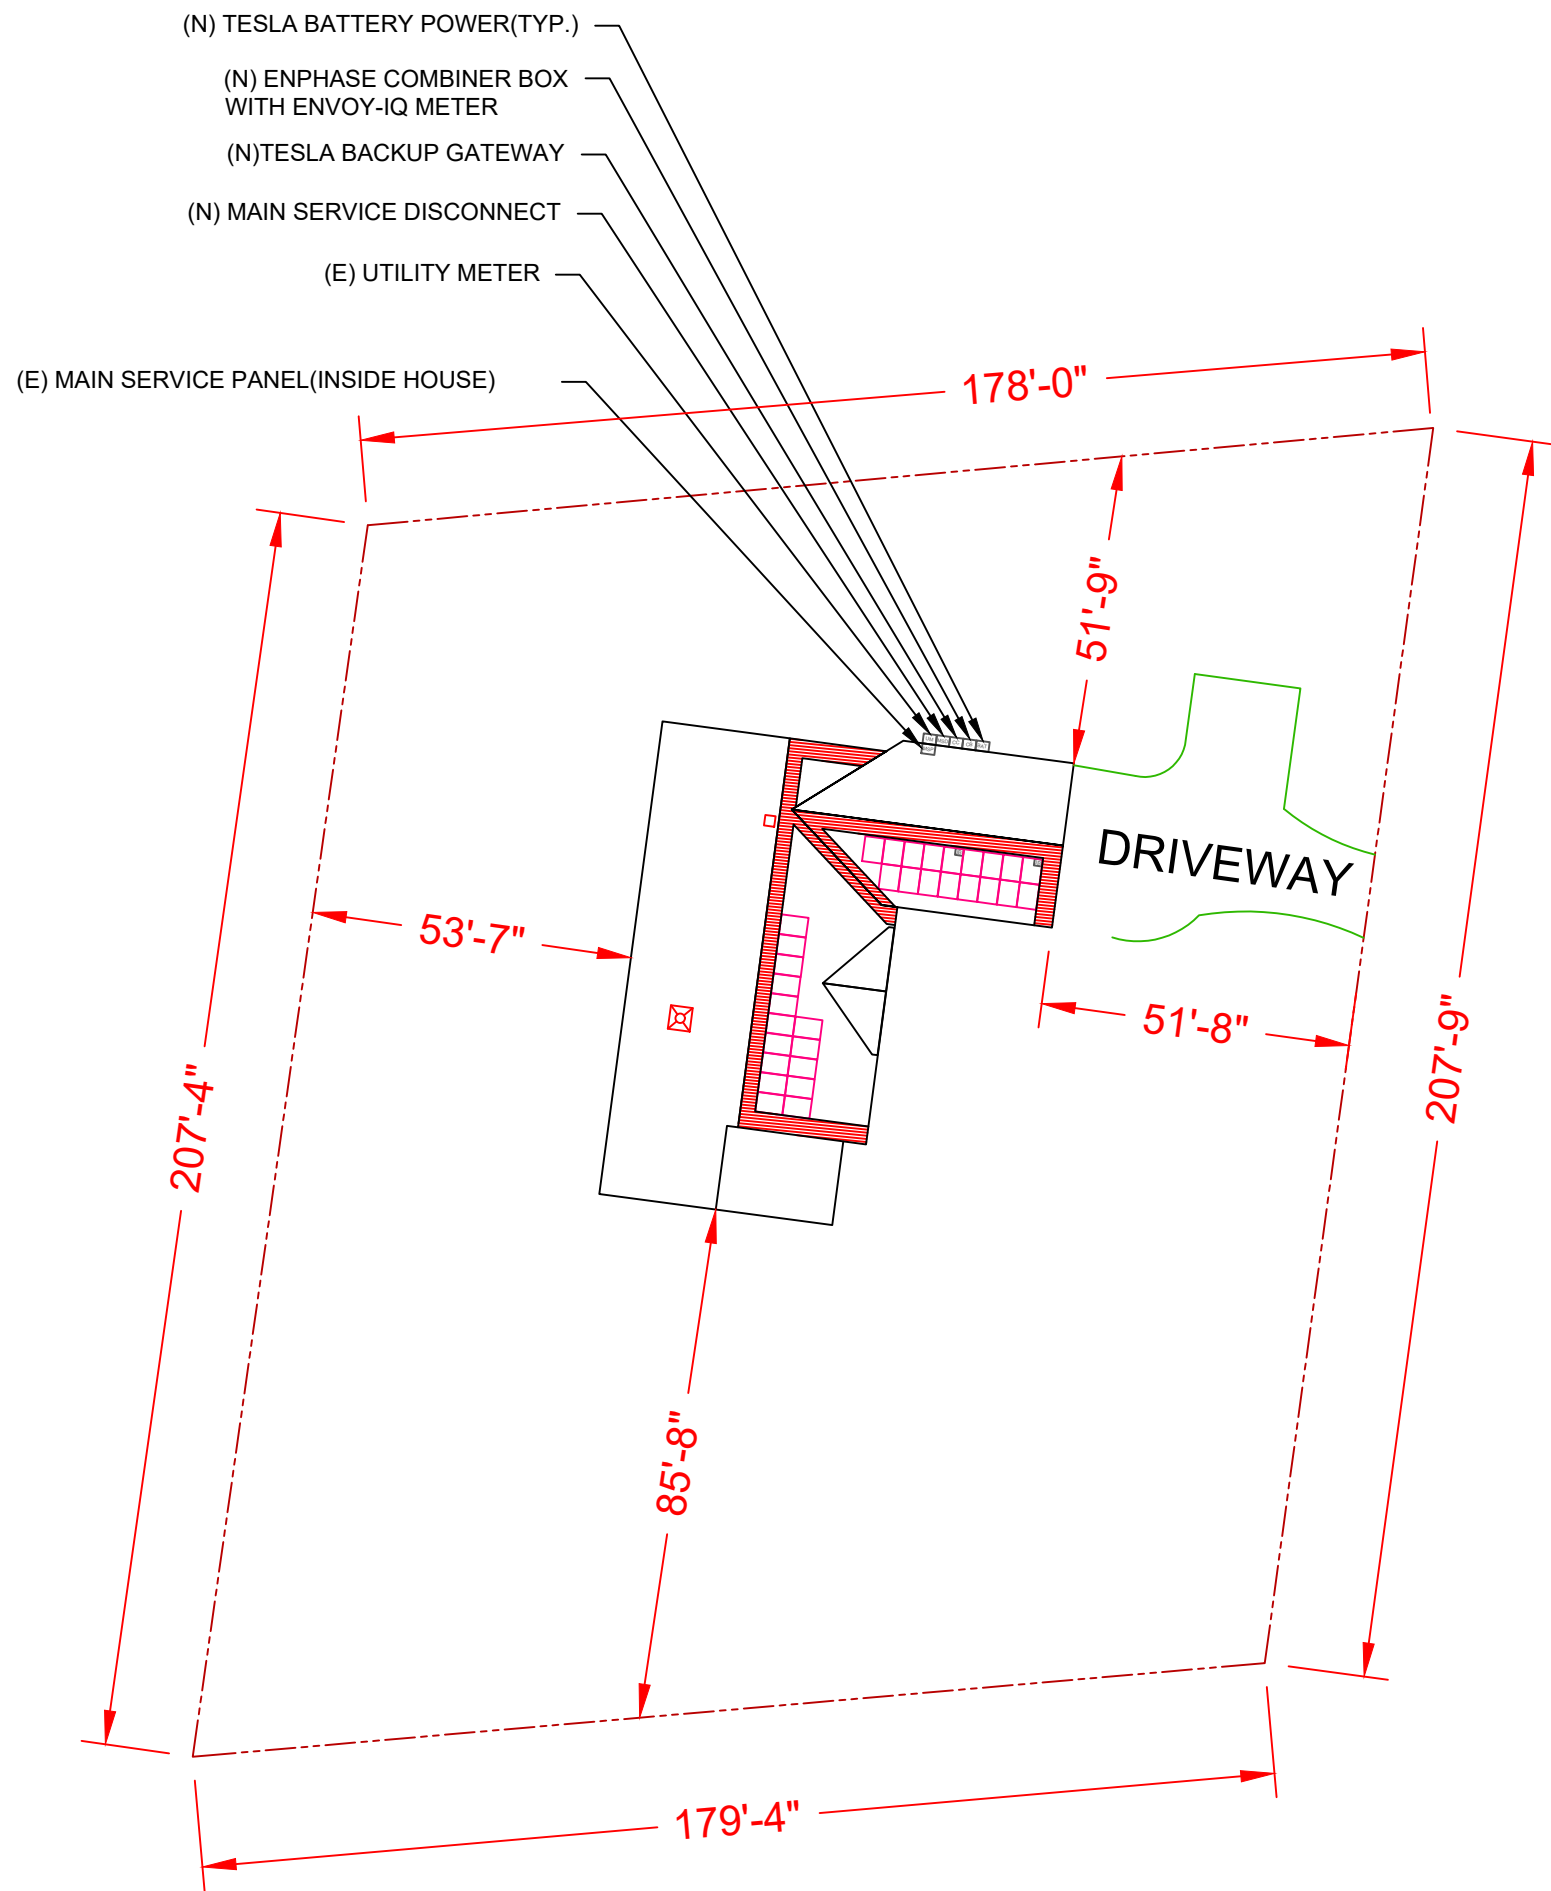 (N) TESLA BATTERY POWER(TYP.)
(N) ENPHASE COMBINER BOX
WITH ENVOY-IQ METER
(N)TESLA BACKUP GATEWAY
(N) MAIN SERVICE DISCONNECT
(E) UTILITY METER
(E) MAIN SERVICE PANEL(INSIDE HOUSE)
178'-0"
51'-9"
DRIVEWAY
53'-7"
51'-8"
207'-9"
207'-4"
85'-8"
179'-4"